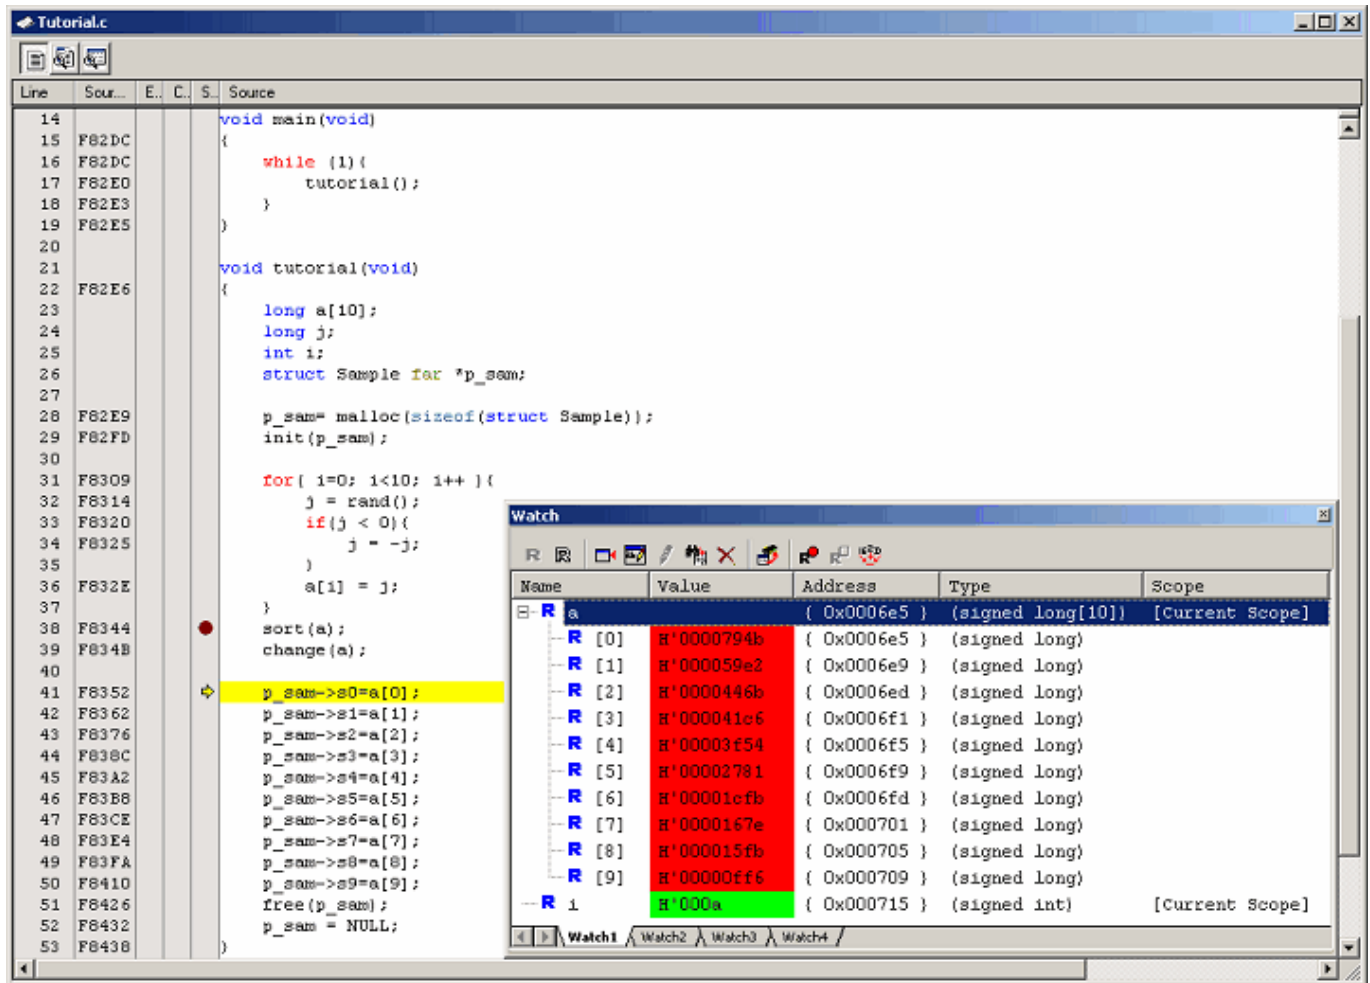 Tutorial.c
Line Sour... E.. C.. S.. Source
14 void main(void)
15 F82DC {
16 F82DC while (1){
17 F82E0 tutorial();
18 F82E3 }
19 F82E5 }
20
21 void tutorial(void)
22 F82E6 {
23 long a[10];
24 long j;
25 int i;
26 struct Sample far *p_sam;
27
28 F82E9 p_sam= malloc(sizeof(struct Sample));
29 F82FD init(p_sam);
30
31 F8309 for( i=0; i<10; i++ ){
32 F8314 j = rand();
33 F8320 if(j < 0){
34 F8325 j = -j;
35 }
36 F832E a[i] = j;
37 }
38 F8344 sort(a);
39 F834B change(a);
40
41 F8352 p_sam->s0=a[0];
42 F8362 p_sam->s1=a[1];
43 F8376 p_sam->s2=a[2];
44 F838C p_sam->s3=a[3];
45 F83A2 p_sam->s4=a[4];
46 F83B8 p_sam->s5=a[5];
47 F83CE p_sam->s6=a[6];
48 F83E4 p_sam->s7=a[7];
49 F83FA p_sam->s8=a[8];
50 F8410 p_sam->s9=a[9];
51 F8426 free(p_sam);
52 F8432 p_sam = NULL;
53 F8438 }
Watch
Name Value Address Type Scope
R a { 0x0006e5 } (signed long[10]) [Current Scope]
R [0] H'0000794b { 0x0006e5 } (signed long)
R [1] H'000059e2 { 0x0006e9 } (signed long)
R [2] H'0000446b { 0x0006ed } (signed long)
R [3] H'000041c6 { 0x0006f1 } (signed long)
R [4] H'00003f54 { 0x0006f5 } (signed long)
R [5] H'00002781 { 0x0006f9 } (signed long)
R [6] H'00001cfb { 0x0006fd } (signed long)
R [7] H'0000167e { 0x000701 } (signed long)
R [8] H'000015fb { 0x000705 } (signed long)
R [9] H'00000ff6 { 0x000709 } (signed long)
R i H'000a { 0x000715 } (signed int) [Current Scope]
Watch1 Watch2 Watch3 Watch4